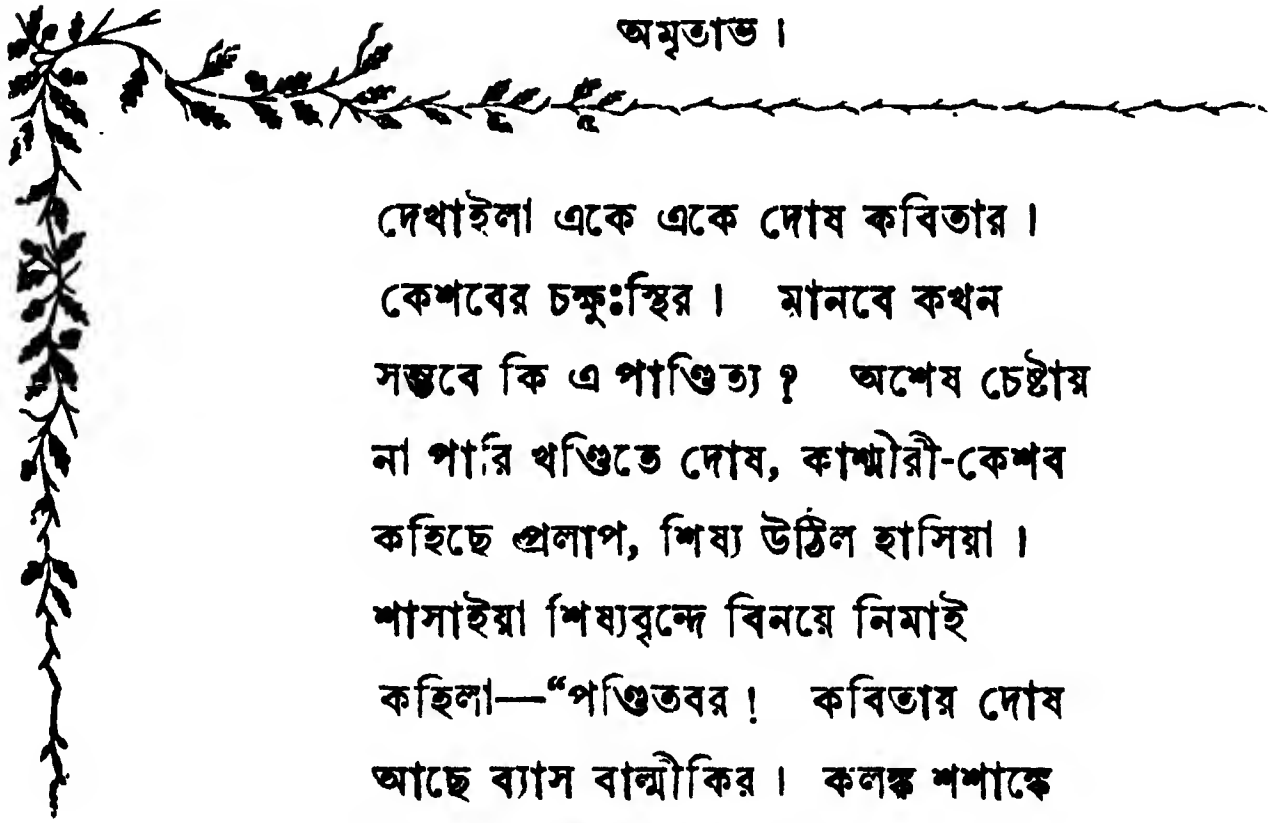 অমৃতাভ।
দেখাইলা একে একে দোষ কবিতার।
কেশবের চক্ষুঃস্থির। মানবে কখন
সম্ভবে কি এ পাণ্ডিত্য? অশেষ চেষ্টায়
না পারি খণ্ডিতে দোষ, কাশ্মীরী-কেশব
কহিছে প্রলাপ, শিষ্য উঠিল হাসিয়া।
শাসাইয়া শিষ্যবৃন্দে বিনয়ে নিমাই
কহিলা—“পণ্ডিতবর! কবিতার দোষ
আছে ব্যাস বাল্মীকির। কলঙ্ক শশাঙ্কে